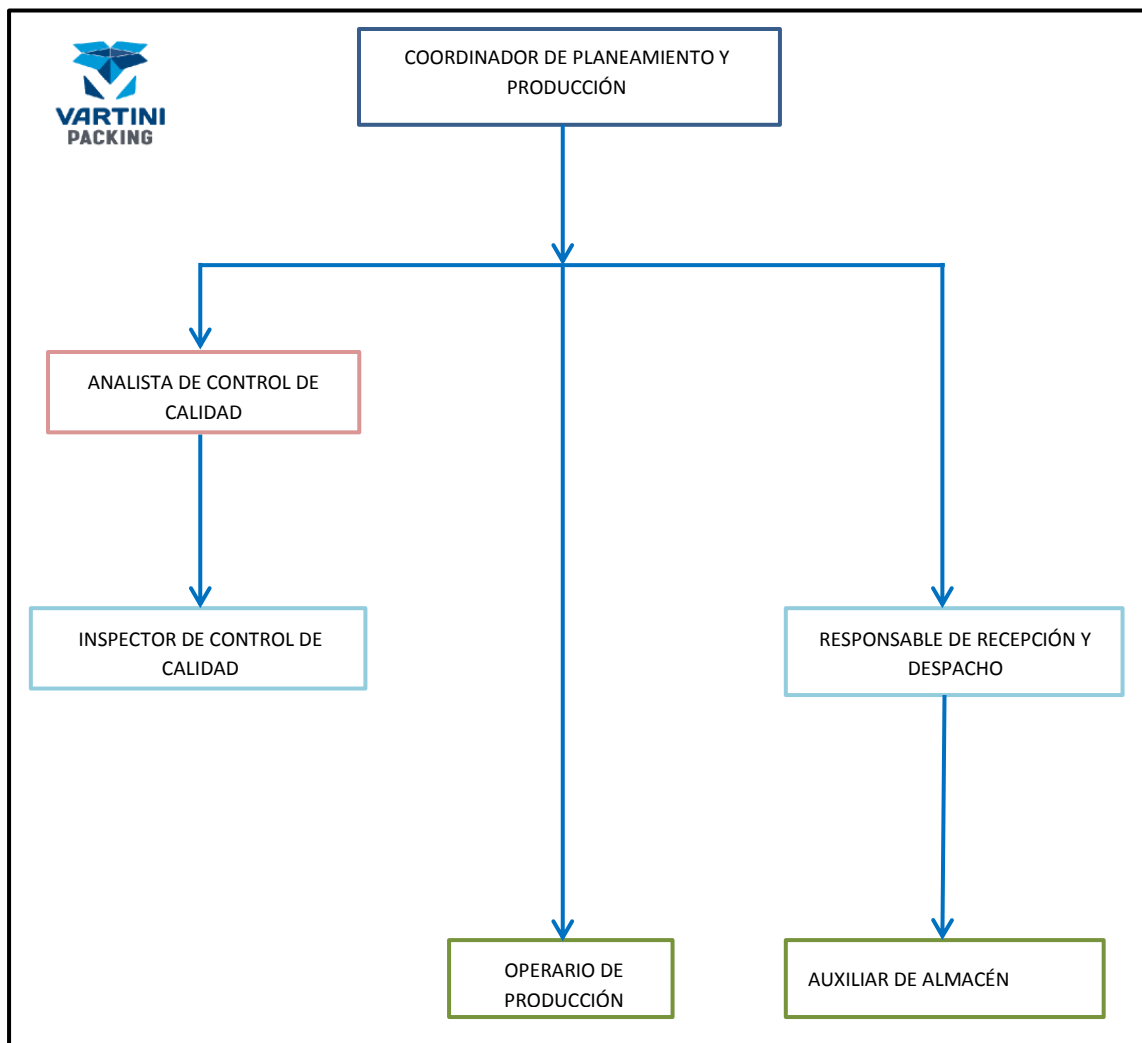 VARTINI
PACKING
COORDINADOR DE PLANEAMIENTO Y
PRODUCCIÓN
ANALISTA DE CONTROL DE
CALIDAD
INSPECTOR DE CONTROL DE
CALIDAD
RESPONSABLE DE RECEPCIÓN Y
DESPACHO
OPERARIO DE
PRODUCCIÓN
AUXILIAR DE ALMACÉN